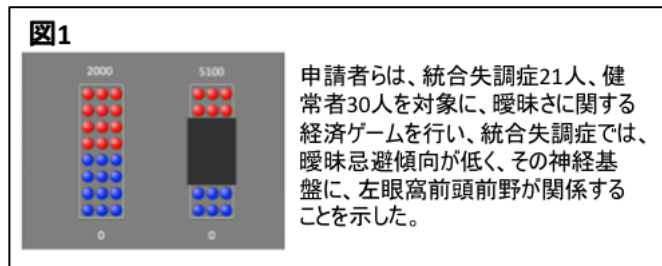 図1
2000 5100
0 0
申請者らは、統合失調症21人、健
常者30人を対象に、曖昧さに関する
経済ゲームを行い、統合失調症では、
曖昧忌避傾向が低く、その神経基
盤に、左眼窩前頭前野が関係する
ことを示した。